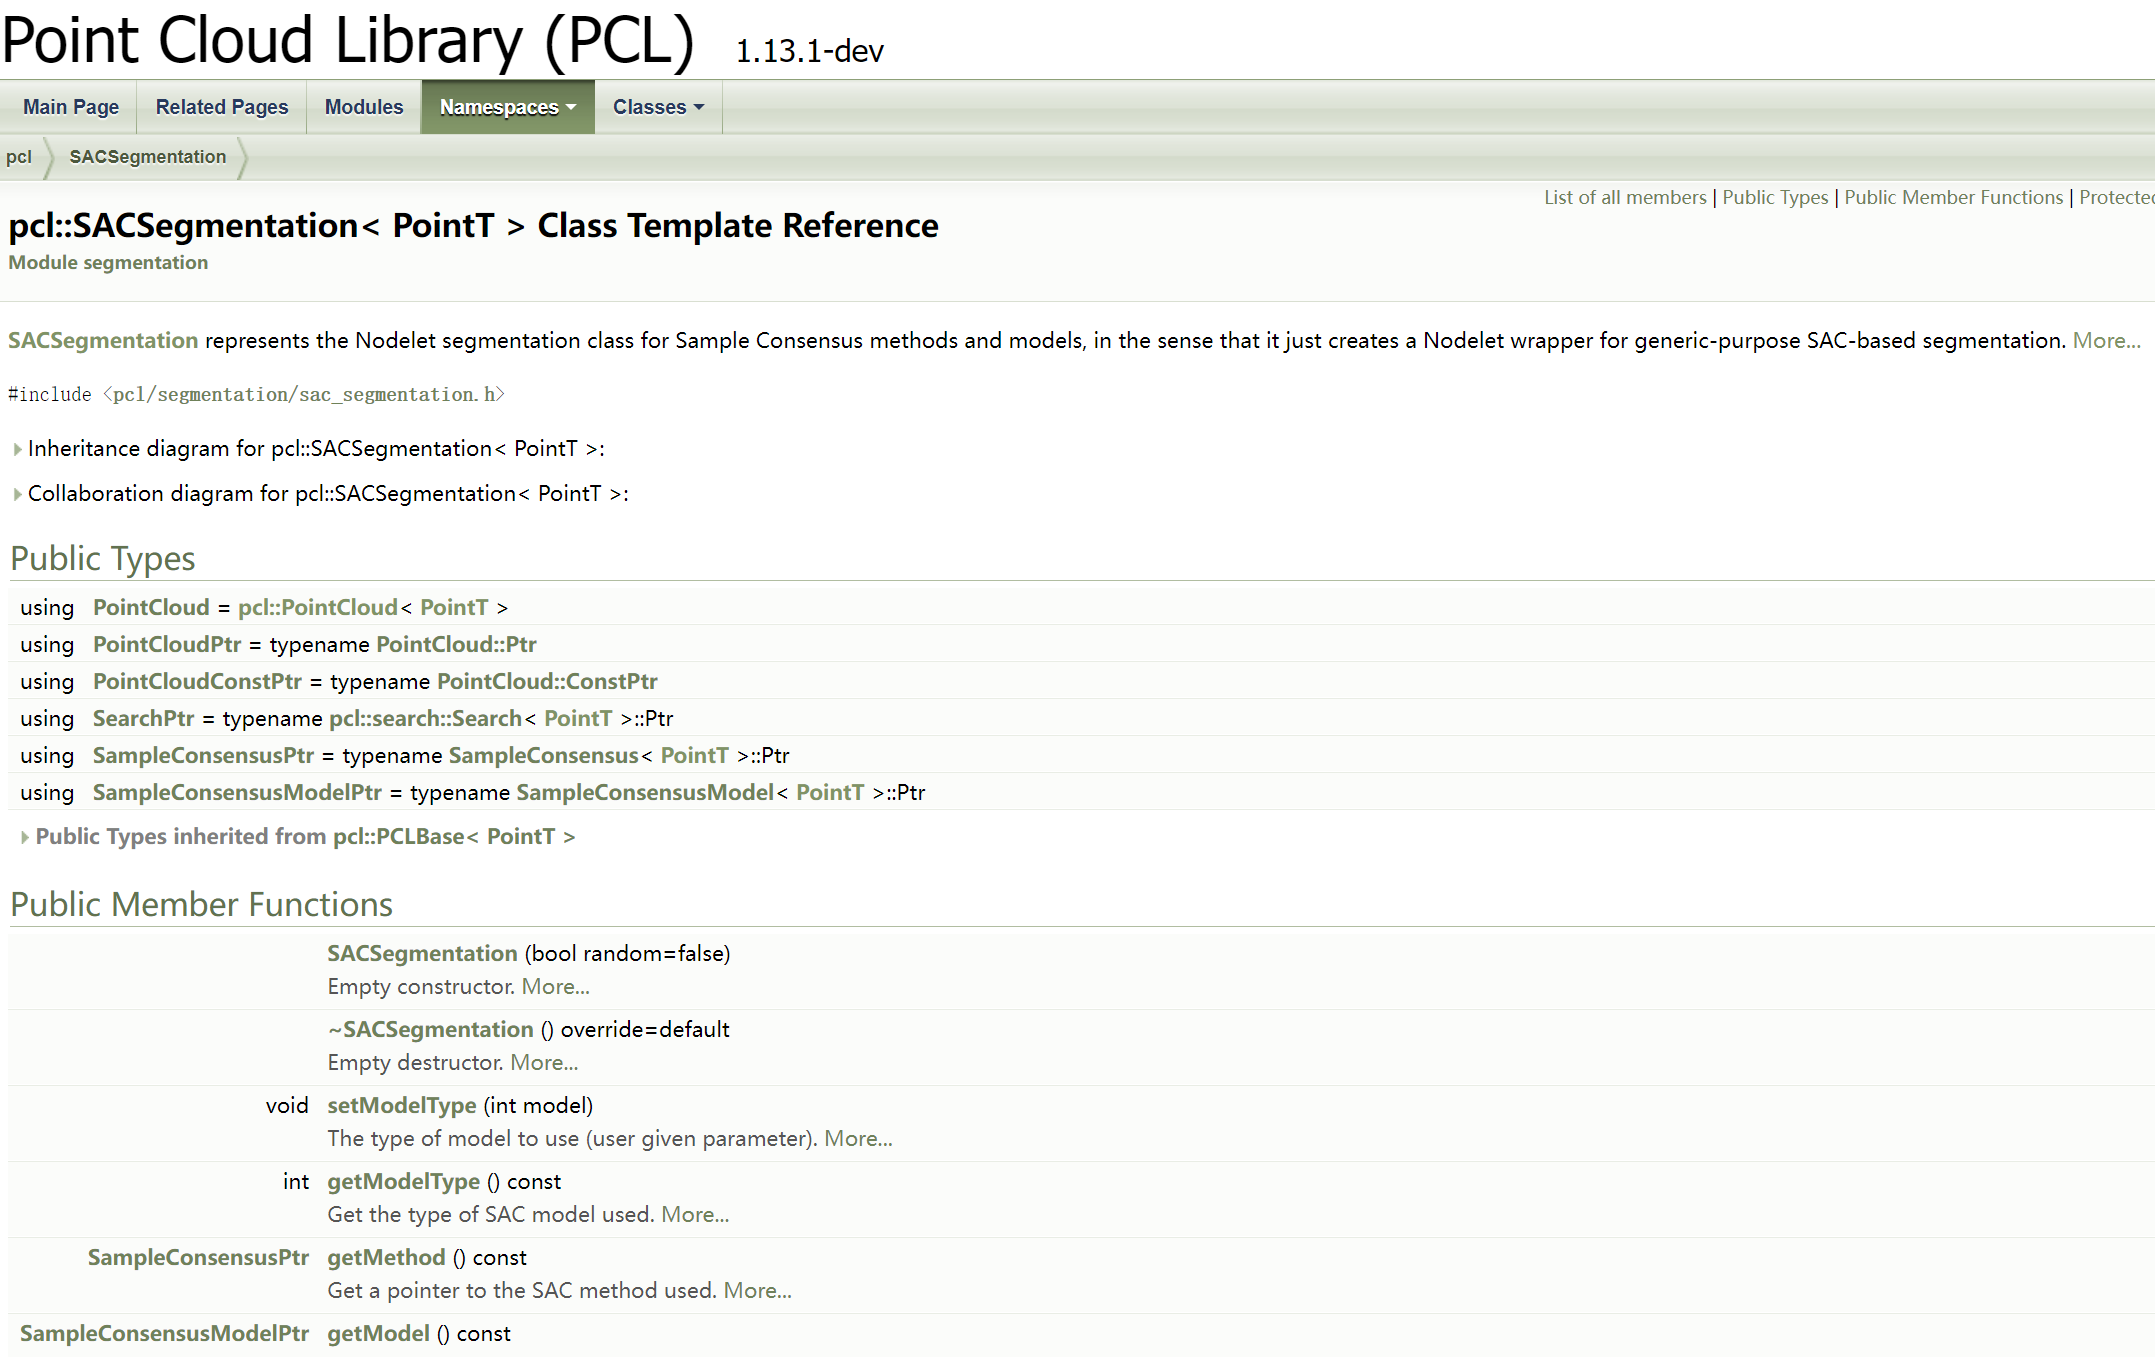 Point Cloud Library (PCL) 1.13.1-dev
Main Page Related Pages Modules Namespaces Classes
pcl SACSegmentation
List of all members | Public Types | Public Member Functions | Protected
pcl::SACSegmentation< PointT > Class Template Reference
Module segmentation
SACSegmentation represents the Nodelet segmentation class for Sample Consensus methods and models, in the sense that it just creates a Nodelet wrapper for generic-purpose SAC-based segmentation. More...
#include <pcl/segmentation/sac_segmentation.h>
Inheritance diagram for pcl::SACSegmentation< PointT >:
Collaboration diagram for pcl::SACSegmentation< PointT >:
Public Types
using PointCloud = pcl::PointCloud< PointT >
using PointCloudPtr = typename PointCloud::Ptr
using PointCloudConstPtr = typename PointCloud::ConstPtr
using SearchPtr = typename pcl::search::Search< PointT >::Ptr
using SampleConsensusPtr = typename SampleConsensus< PointT >::Ptr
using SampleConsensusModelPtr = typename SampleConsensusModel< PointT >::Ptr
Public Types inherited from pcl::PCLBase< PointT >
Public Member Functions
SACSegmentation (bool random=false)
Empty constructor. More...
~SACSegmentation () override=default
Empty destructor. More...
void setModelType (int model)
The type of model to use (user given parameter). More...
int getModelType () const
Get the type of SAC model used. More...
SampleConsensusPtr getMethod () const
Get a pointer to the SAC method used. More...
SampleConsensusModelPtr getModel () const